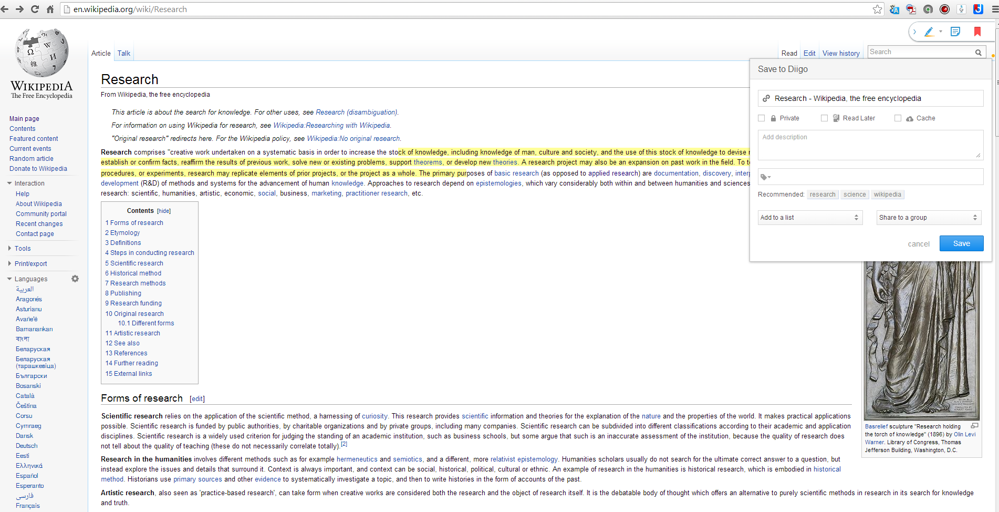 en.wikipedia.org/wiki/Research
WIKIPEDIA
The Free Encyclopedia
Main page
Contents
Featured content
Current events
Random article
Donate to Wikipedia
Interaction
Help
About Wikipedia
Community portal
Recent changes
Contact page
Tools
Print/export
Languages
العربية
Aragonés
Asturianu
Avañe'ẽ
Bamanankan
বাংলা
Беларуская
Беларуская
(тарашкевіца)
Български
Bosanski
Català
Čeština
Corsu
Cymraeg
Dansk
Deutsch
Eesti
Ελληνικά
Español
Esperanto
فارسی
Français
Article Talk
Read Edit View history
Search
Research
From Wikipedia, the free encyclopedia
This article is about the search for knowledge. For other uses, see Research (disambiguation).
For information on using Wikipedia for research, see Wikipedia:Researching with Wikipedia.
"Original research" redirects here. For the Wikipedia policy, see Wikipedia:No original research.
Research comprises "creative work undertaken on a systematic basis in order to increase the stock of knowledge, including knowledge of man, culture and society, and the use of this stock of knowledge to devise
establish or confirm facts, reaffirm the results of previous work, solve new or existing problems, support theorems, or develop new theories. A research project may also be an expansion on past work in the field. To
procedures, or experiments, research may replicate elements of prior projects, or the project as a whole. The primary purposes of basic research (as opposed to applied research) are documentation, discovery,
development (R&D) of methods and systems for the advancement of human knowledge. Approaches to research depend on epistemologies, which vary considerably both within and between humanities and sciences
research: scientific, humanities, artistic, economic, social, business, marketing, practitioner research, etc.
Contents [hide]
1 Forms of research
2 Etymology
3 Definitions
4 Steps in conducting research
5 Scientific research
6 Historical method
7 Research methods
8 Publishing
9 Research funding
10 Original research
10.1 Different forms
11 Artistic research
12 See also
13 References
14 Further reading
15 External links
Forms of research [edit]
Scientific research relies on the application of the scientific method, a harnessing of curiosity. This research provides scientific information and theories for the explanation of the nature and the properties of the world. It makes practical applications
possible. Scientific research is funded by public authorities, by charitable organizations and by private groups, including many companies. Scientific research can be subdivided into different classifications according to their academic and application
disciplines. Scientific research is a widely used criterion for judging the standing of an academic institution, such as business schools, but some argue that such is an inaccurate assessment of the institution, because the quality of research does
not tell about the quality of teaching (these do not necessarily correlate totally).[2]
Research in the humanities involves different methods such as for example hermeneutics and semiotics, and a different, more relativist epistemology. Humanities scholars usually do not search for the ultimate correct answer to a question, but
instead explore the issues and details that surround it. Context is always important, and context can be social, historical, political, cultural or ethnic. An example of research in the humanities is historical research, which is embodied in historical
method. Historians use primary sources and other evidence to systematically investigate a topic, and then to write histories in the form of accounts of the past.
Artistic research, also seen as 'practice-based research', can take form when creative works are considered both the research and the object of research itself. It is the debatable body of thought which offers an alternative to purely scientific methods in research in its search for knowledge
and truth.
Save to Diigo
Research - Wikipedia, the free encyclopedia
Private Read Later Cache
Add description
Recommended: research science wikipedia
Add to a list Share to a group
cancel Save
Basrelief sculpture "Research holding
the torch of knowledge" (1896) by Olin Levi
Warner. Library of Congress, Thomas
Jefferson Building, Washington, D.C.